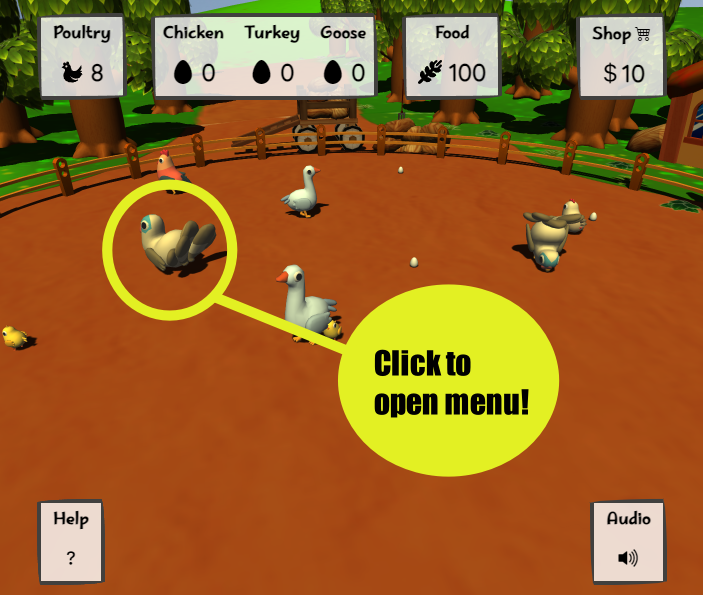 Poultry
8
Chicken Turkey Goose
0 0 0
Food
100
Shop
$10
Click to
open menu!
Help
?
Audio